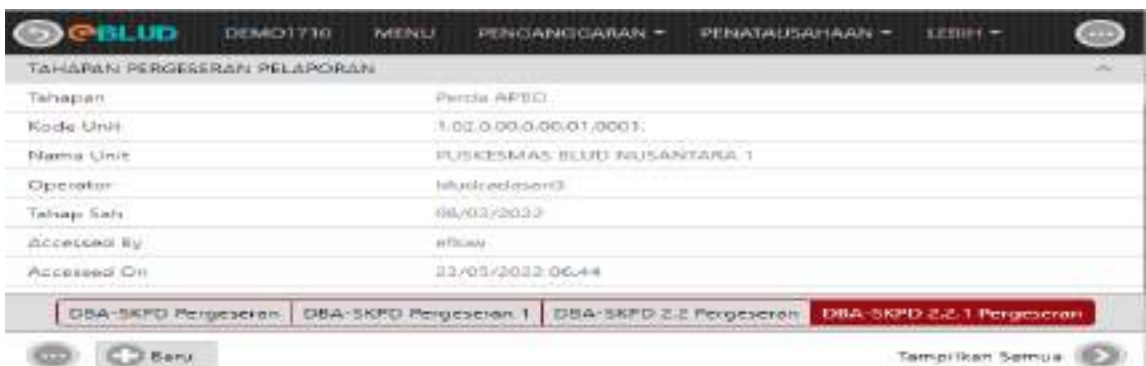 eBLUD DEMO1710 MENU PENGANGGARAN PENATAUSAHAAN LEBIH
TAHAPAN PERGESERAN PELAPORAN
Tahapan Perda APBD
Kode Unit 1.02.0.00.0.00.01.0001.
Nama Unit PUSKESMAS BLUD NUSANTARA 1
Operator
Tahap Sah 08/03/2022
Accessed By
Accessed On 23/05/2022 06.44
DBA-SKPD Pergeseran DBA-SKPD Pergeseran 1 DBA-SKPD 2.2 Pergeseran DBA-SKPD 2.2.1 Pergeseran
Baru Tampilkan Semua